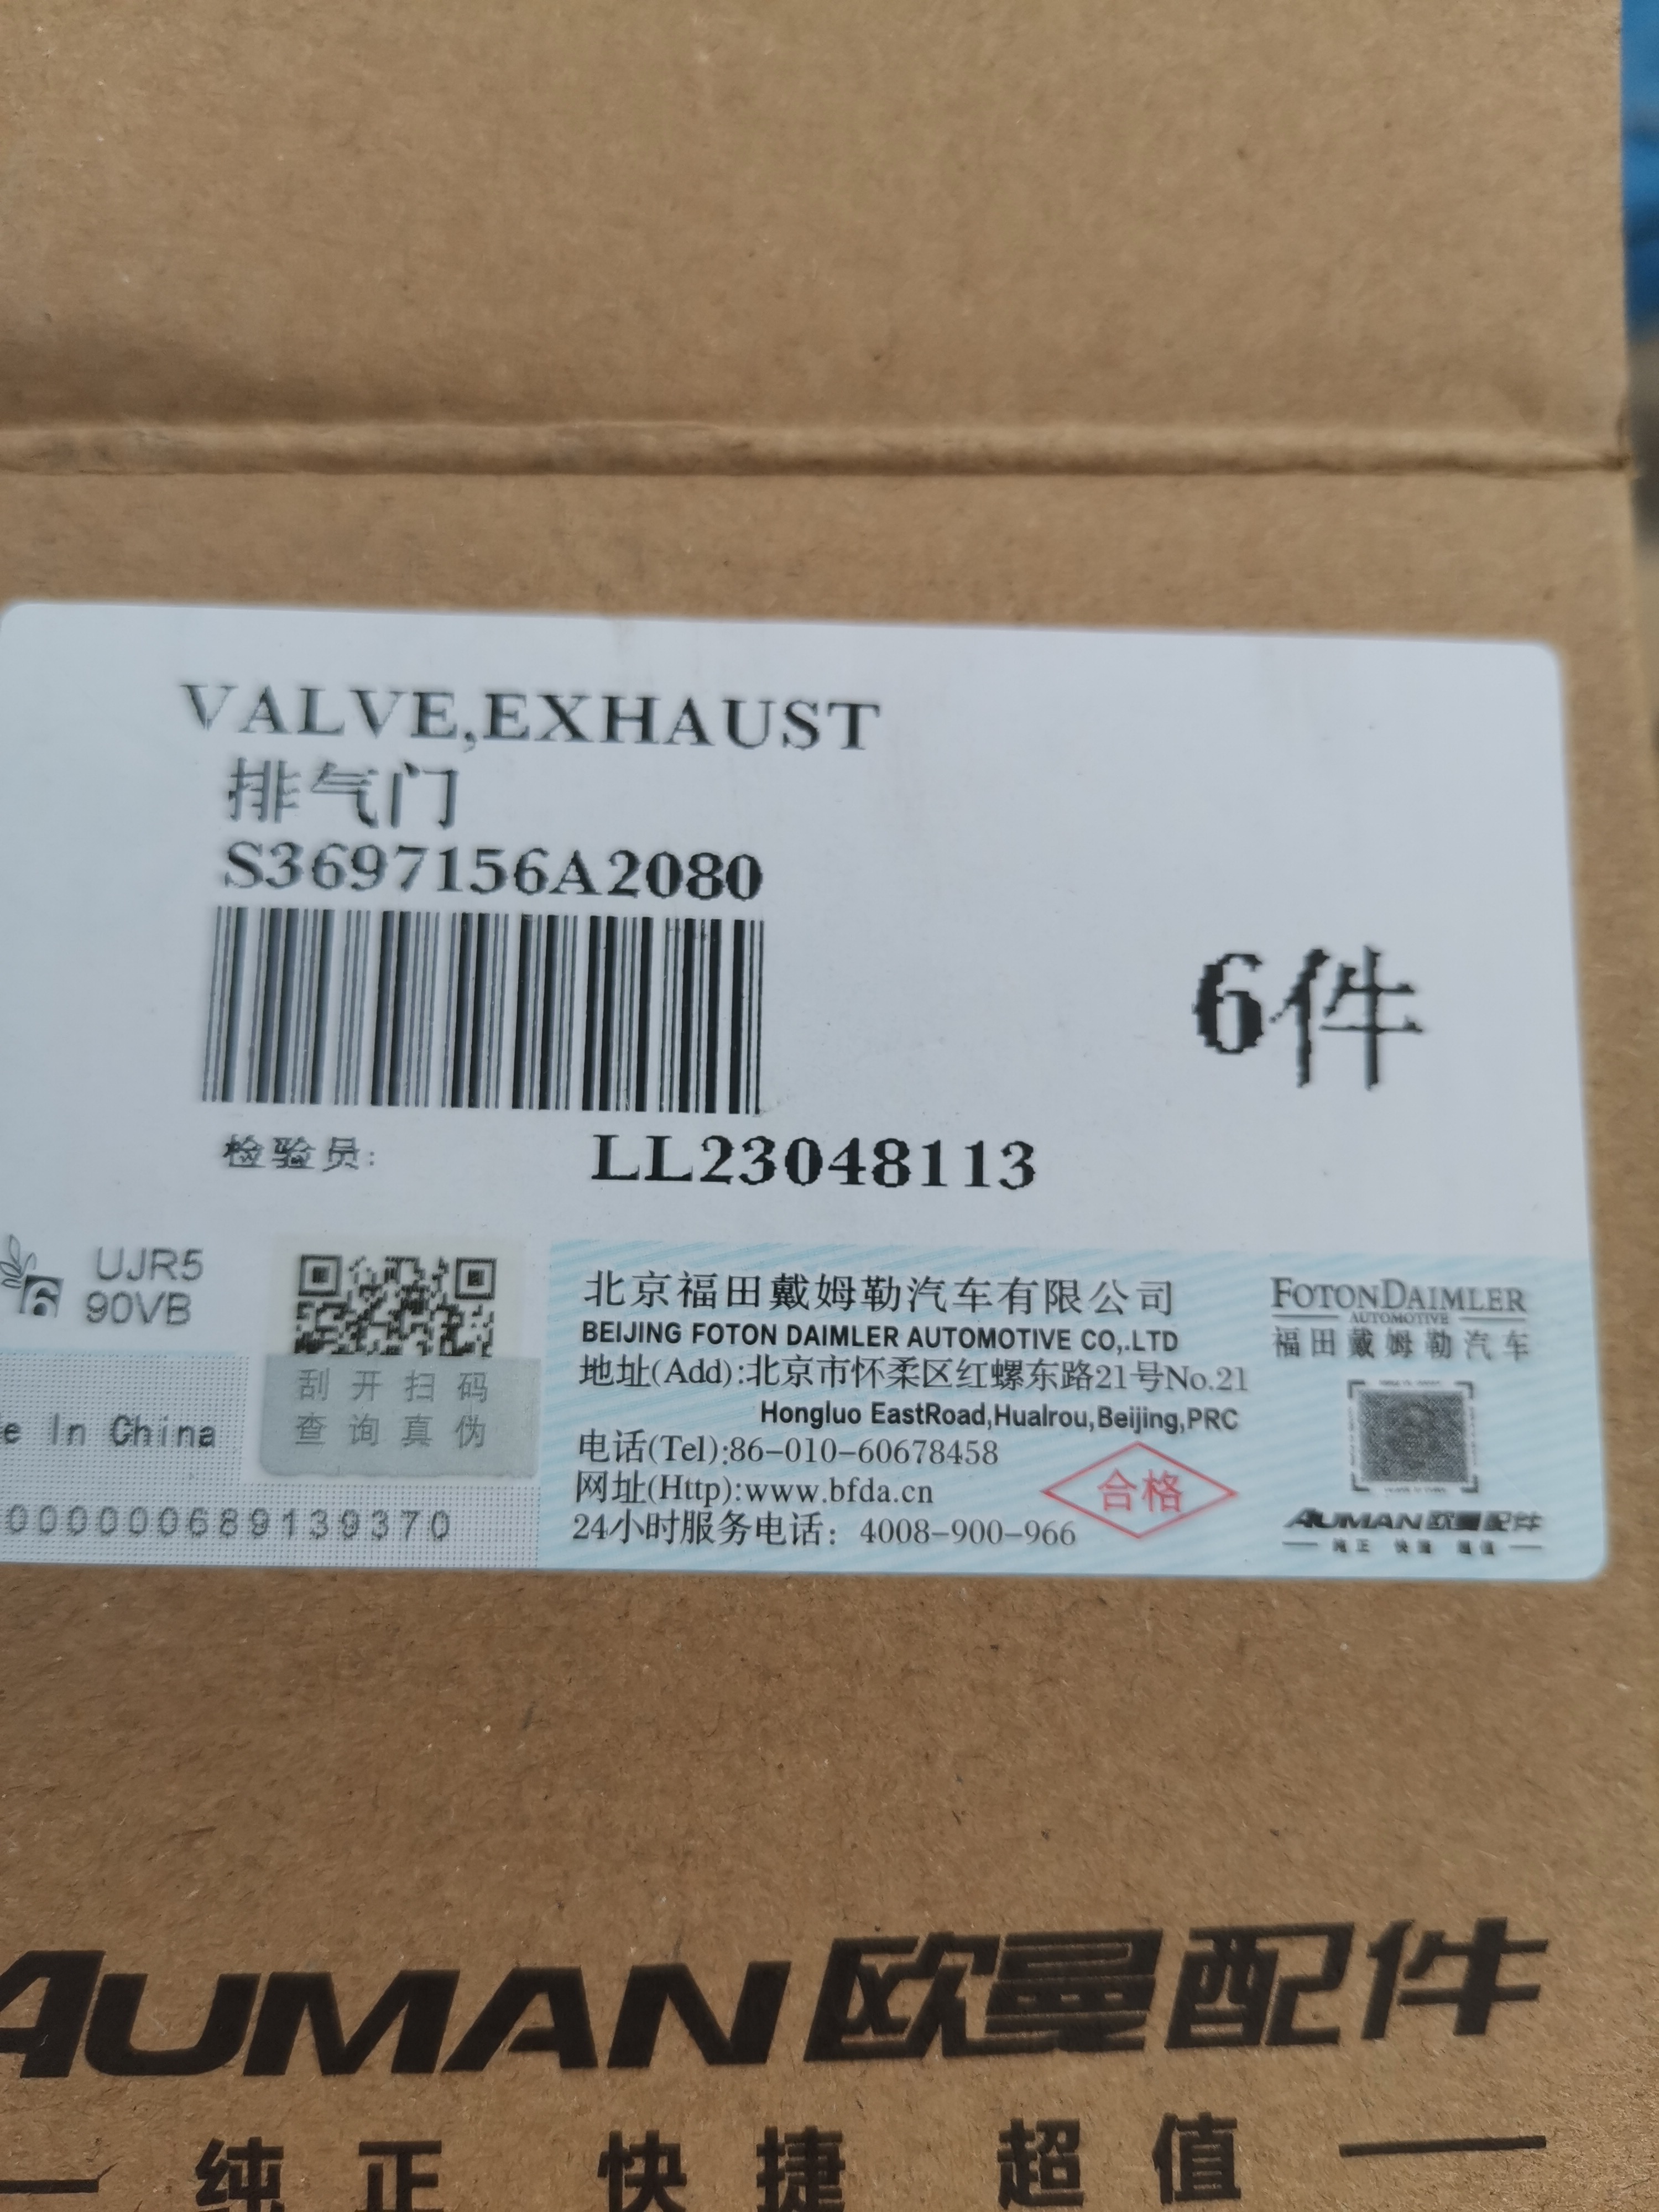 VALVE,EXHAUST
排气门
S3697156A2080
6件
检验员:
LL23048113
UJR5
90VB
刮开扫码
查询真伪
e In China
000000689139370
北京福田戴姆勒汽车有限公司
BEIJING FOTON DAIMLER AUTOMOTIVE CO,.LTD
地址(Add):北京市怀柔区红螺东路21号No.21
Hongluo EastRoad,Hualrou,Beijing,PRC
电话(Tel):86-010-60678458
网址(Http):www.bfda.cn
24小时服务电话：4008-900-966
合格
FOTONDAIMLER
AUTOMOTIVE
福田戴姆勒汽车
AUMAN欧曼配件
纯正 快捷 超值
AUMAN欧曼配件
纯正 快捷 超值